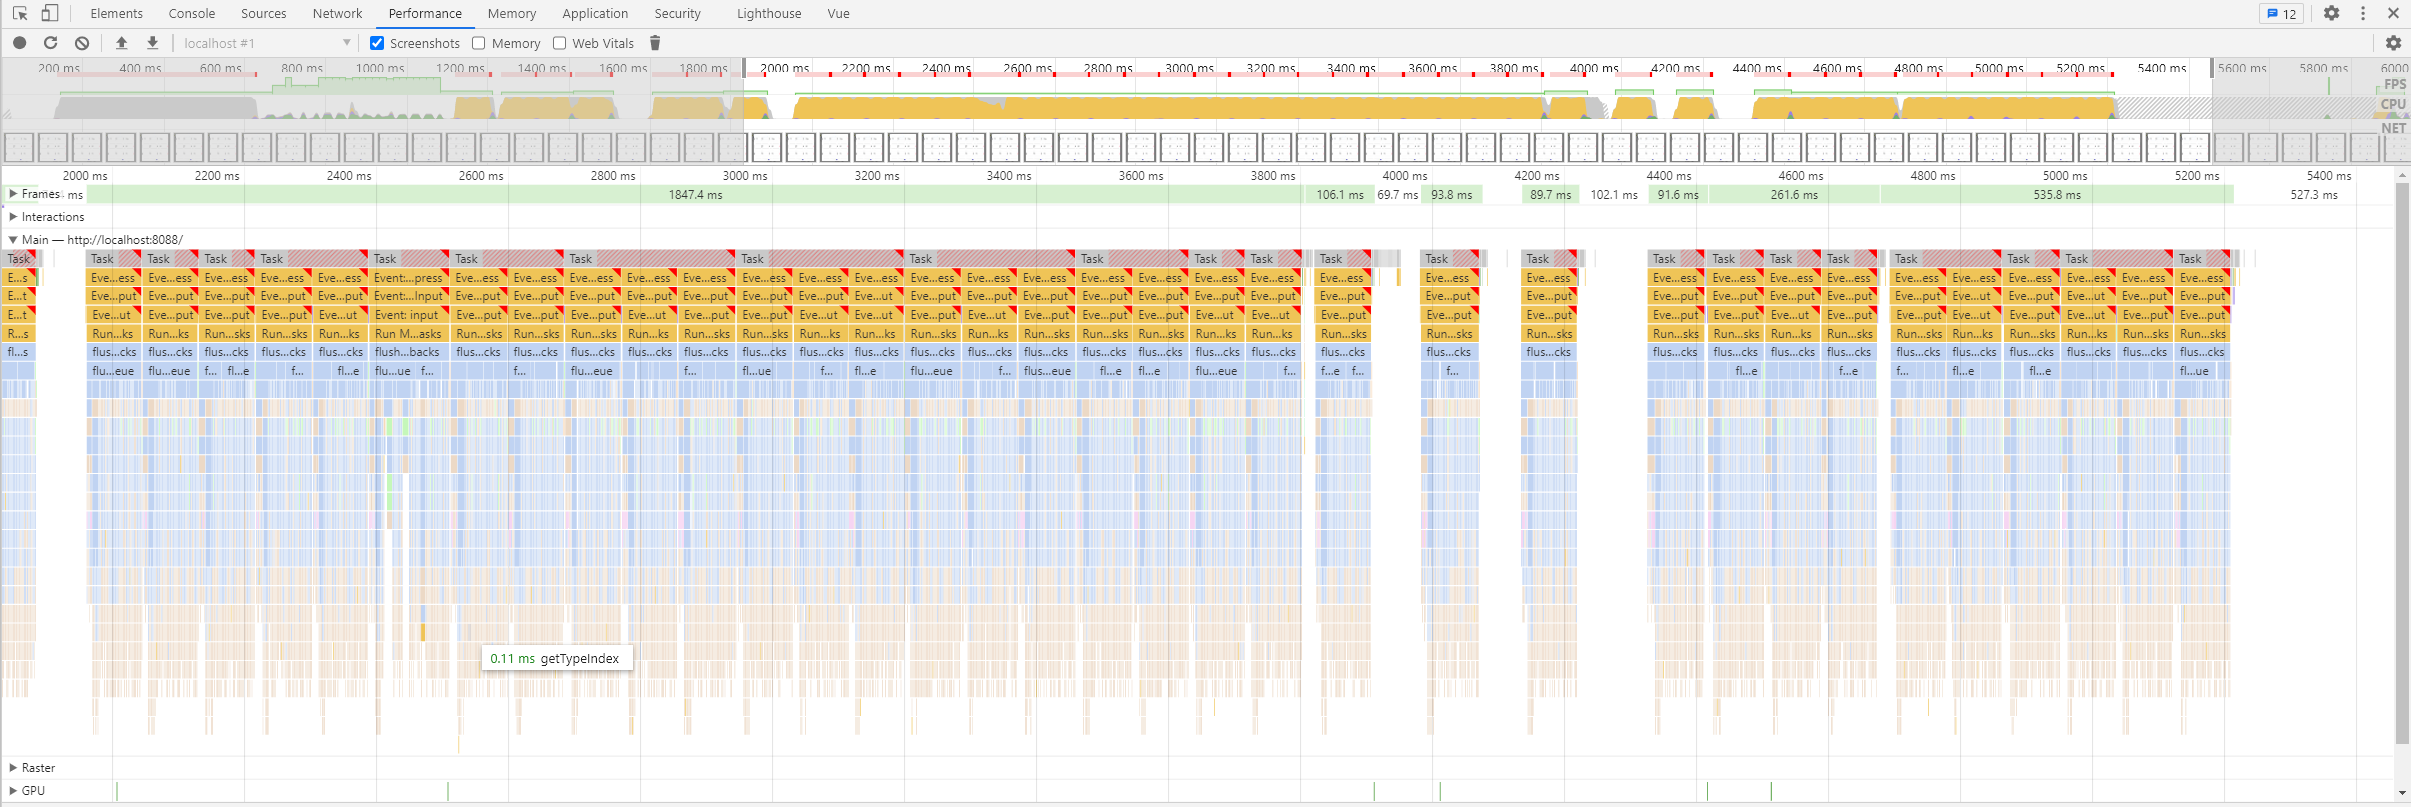 Elements Console Sources Network Performance Memory Application Security Lighthouse Vue 12
localhost #1 Screenshots Memory Web Vitals
200 ms 400 ms 600 ms 800 ms 1000 ms 1200 ms 1400 ms 1600 ms 1800 ms 2000 ms 2200 ms 2400 ms 2600 ms 2800 ms 3000 ms 3200 ms 3400 ms 3600 ms 3800 ms 4000 ms 4200 ms 4400 ms 4600 ms 4800 ms 5000 ms 5200 ms 5400 ms 5600 ms 5800 ms 6000
FPS
CPU
NET
2000 ms 2200 ms 2400 ms 2600 ms 2800 ms 3000 ms 3200 ms 3400 ms 3600 ms 3800 ms 4000 ms 4200 ms 4400 ms 4600 ms 4800 ms 5000 ms 5200 ms 5400 ms
Frames ms 1847.4 ms 106.1 ms 69.7 ms 93.8 ms 89.7 ms 102.1 ms 91.6 ms 261.6 ms 535.8 ms 527.3 ms
Interactions
Main — http://localhost:8088/
Task Task Task Task Task Task Task Task Task Task Task Task Task Task Task Task Task Task Task Task Task Task Task Task Task
E...s Eve...ess Eve...ess Eve...ess Eve...ess Eve...ess Event:...press Eve...ess Eve...ess Eve...ess Eve...ess Eve...ess Eve...ess Eve...ess Eve...ess Eve...ess Eve...ess Eve...ess Eve...ess Eve...ess Eve...ess Eve...ess Eve...ess Eve...ess Eve...ess Eve...ess Eve...ess Eve...ess Eve...ess Eve...ess Eve...ess Eve...ess Eve...ess Eve...ess Eve...ess
E...t Eve...put Eve...put Eve...put Eve...put Eve...put Event:...Input Eve...put Eve...put Eve...put Eve...put Eve...put Eve...put Eve...ut Eve...put Eve...put Eve...put Eve...put Eve...put Eve...put Eve...ut Eve...put Eve...put Eve...put Eve...put Eve...put Eve...put Eve...put Eve...put Eve...ut Eve...put Eve...ut Eve...put Eve...put
E...t Eve...ut Eve...ut Eve...put Eve...put Eve...ut Event: input Eve...put Eve...put Eve...put Eve...put Eve...put Eve...put Eve...ut Eve...put Eve...ut Eve...put Eve...put Eve...put Eve...ut Eve...ut Eve...put Eve...put Eve...put Eve...put Eve...put Eve...put Eve...put Eve...put Eve...ut Eve...put Eve...ut Eve...put Eve...put
R...s Run...ks Run...ks Run...sks Run...sks Run...ks Run M...asks Run...sks Run...ks Run...sks Run...ks Run...sks Run...sks Run...ks Run...sks Run...ks Run...sks Run...sks Run...sks Run...ks Run...ks Run...sks Run...sks Run...sks Run...sks Run...sks Run...ks Run...sks Run...sks Run...ks Run...sks Run...ks Run...sks Run...sks
fl...s flus...cks flus...cks flus...cks flus...cks flus...cks flush...backs flus...cks flus...cks flus...cks flus...cks flus...cks flus...cks flus...cks flus...cks flus...cks flus...cks flus...cks flus...cks flus...cks flus...cks flus...cks flus...cks flus...cks flus...cks flus...cks flus...cks flus...cks flus...cks flus...cks flus...cks flus...cks flus...cks flus...cks
flu...eue flu...eue f... fl...e f... fl...e flu...ue f... f... flu...eue f... f... fl...e flu...eue f... flus...eue fl...e fl...e flu...eue f... f...e f... f... fl...e f...e f... fl...e fl...e fl...ue
0.11 ms getTypeIndex
Raster
GPU